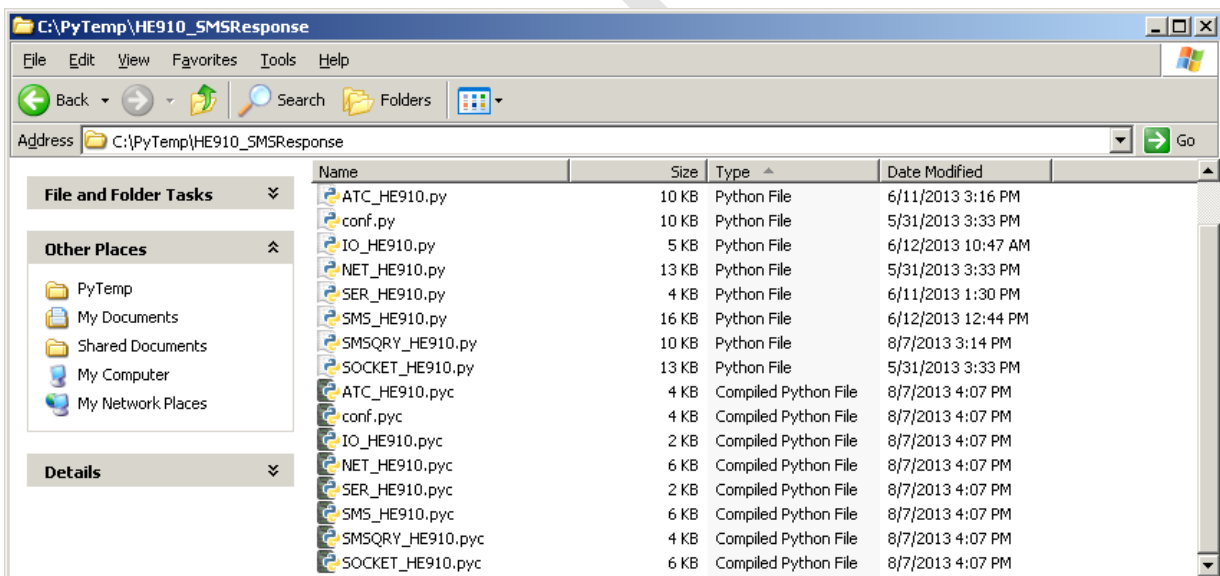 C:\PyTemp\HE910_SMSResponse
File Edit View Favorites Tools Help
Back Search Folders
Address C:\PyTemp\HE910_SMSResponse Go
Name Size Type Date Modified
File and Folder Tasks
Other Places
PyTemp
My Documents
Shared Documents
My Computer
My Network Places
Details
ATC_HE910.py 10 KB Python File 6/11/2013 3:16 PM
conf.py 10 KB Python File 5/31/2013 3:33 PM
IO_HE910.py 5 KB Python File 6/12/2013 10:47 AM
NET_HE910.py 13 KB Python File 5/31/2013 3:33 PM
SER_HE910.py 4 KB Python File 6/11/2013 1:30 PM
SMS_HE910.py 16 KB Python File 6/12/2013 12:44 PM
SMSQRY_HE910.py 10 KB Python File 8/7/2013 3:14 PM
SOCKET_HE910.py 13 KB Python File 5/31/2013 3:33 PM
ATC_HE910.pyc 4 KB Compiled Python File 8/7/2013 4:07 PM
conf.pyc 4 KB Compiled Python File 8/7/2013 4:07 PM
IO_HE910.pyc 2 KB Compiled Python File 8/7/2013 4:07 PM
NET_HE910.pyc 6 KB Compiled Python File 8/7/2013 4:07 PM
SER_HE910.pyc 2 KB Compiled Python File 8/7/2013 4:07 PM
SMS_HE910.pyc 6 KB Compiled Python File 8/7/2013 4:07 PM
SMSQRY_HE910.pyc 4 KB Compiled Python File 8/7/2013 4:07 PM
SOCKET_HE910.pyc 6 KB Compiled Python File 8/7/2013 4:07 PM